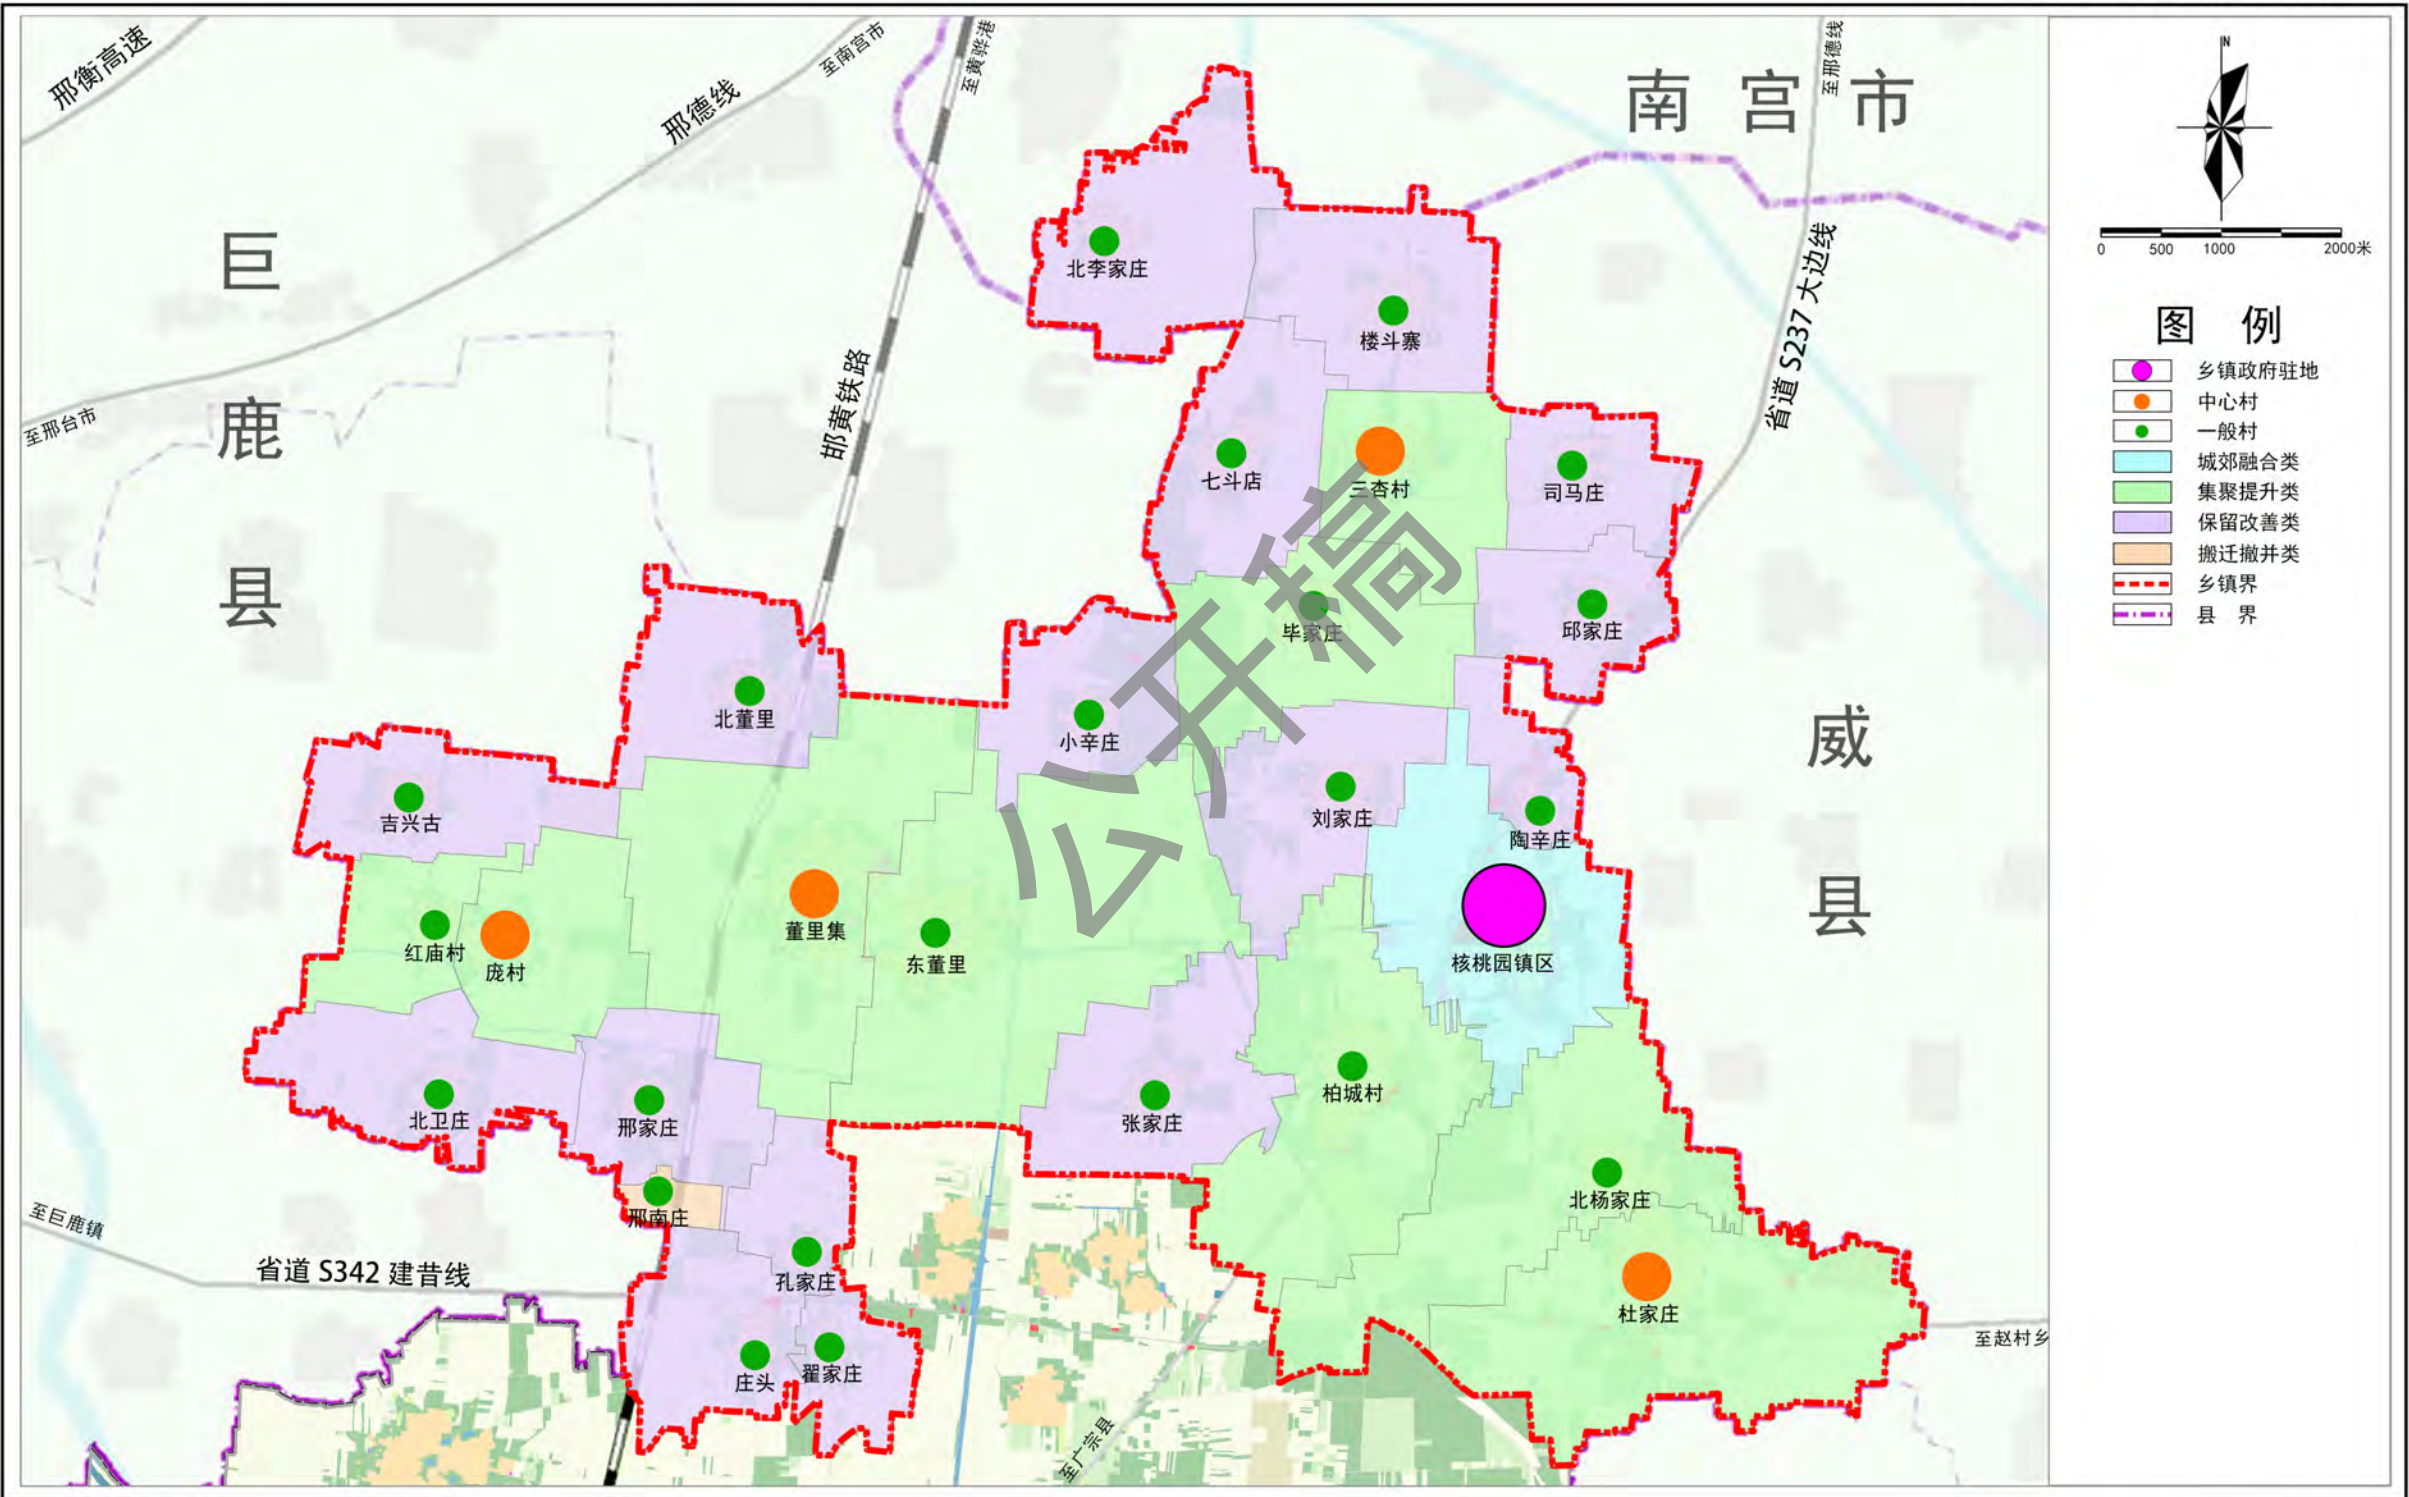 邢衡高速
邢德线
至南宫市
至黄骅港
南宫市
至邢德线
巨鹿县
至邢台市
邯黄铁路
省道 S237 大边线
北李家庄
楼斗寨
七斗店
三杏村
司马庄
毕家庄
邱家庄
北董里
小辛庄
刘家庄
陶辛庄
威县
吉兴古
红庙村
庞村
董里集
东董里
核桃园镇区
北卫庄
邢家庄
张家庄
柏城村
邢南庄
北杨家庄
孔家庄
杜家庄
庄头
翟家庄
至巨鹿镇
省道 S342 建昔线
至广宗县
至赵村乡
公开稿
N
0 500 1000 2000米
图 例
乡镇政府驻地
中心村
一般村
城郊融合类
集聚提升类
保留改善类
搬迁撤并类
乡镇界
县 界